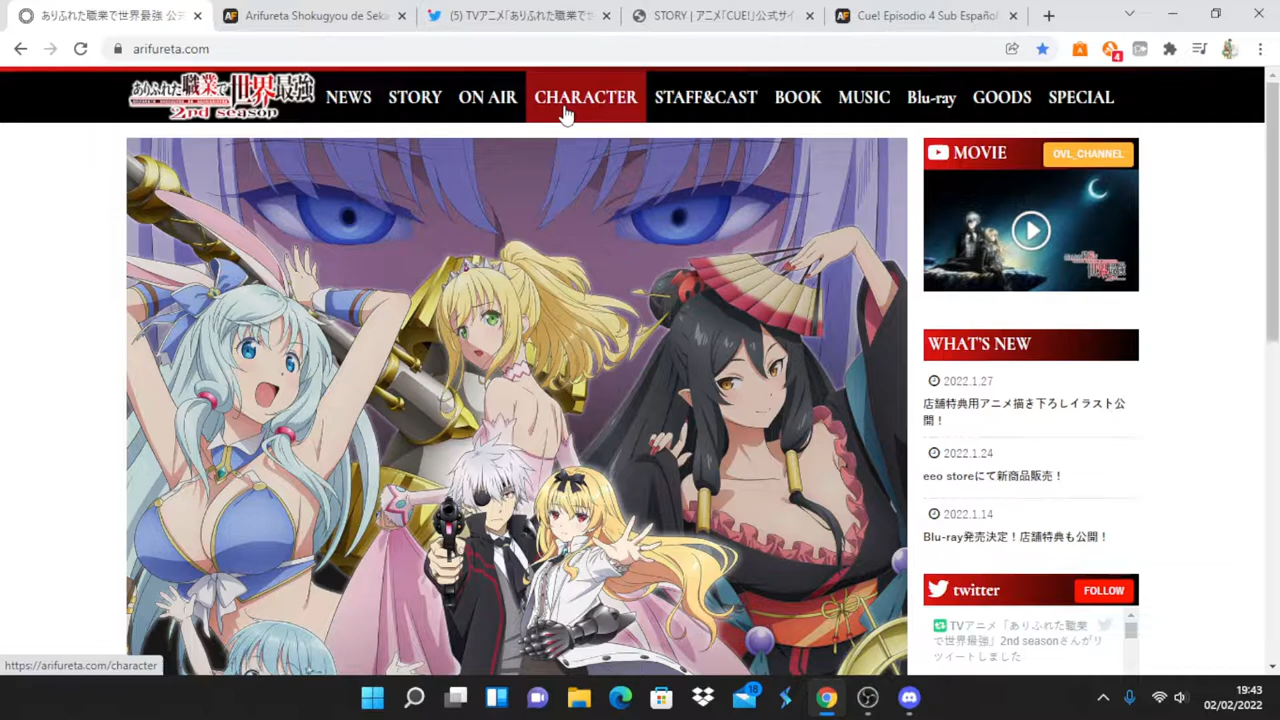 ありふれた職業で世界最強 公式
Arifureta Shokugyou de Seka
(5) TVアニメ「ありふれた職業で世
STORY | アニメ「CUE!」公式サイ
Cue! Episodio 4 Sub Español
arifureta.com
4
ありふれた職業で世界最強
2nd season
NEWS
STORY
ON AIR
CHARACTER
STAFF&CAST
BOOK
MUSIC
Blu-ray
GOODS
SPECIAL
MOVIE
OVL_CHANNEL
WHAT'S NEW
2022.1.27
店舗特典用アニメ描き下ろしイラスト公
開！
2022.1.24
eeo storeにて新商品販売！
2022.1.14
Blu-ray発売決定！店舗特典も公開！
twitter
FOLLOW
TVアニメ「ありふれた職業
で世界最強」2nd seasonさんがリ
ツイートしました
https://arifureta.com/character
18
19:43
02/02/2022